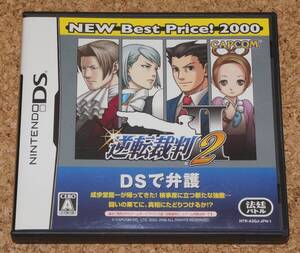 NEW Best Price! 2000
CAPCOM
NINTENDO DS
逆転裁判2
DSで弁護
成歩堂龍一が帰ってきた! 検事席に立つ新たな強敵…
闘いの果てに、真相にたどりつけるか!?
CERO
A
法廷
バトル